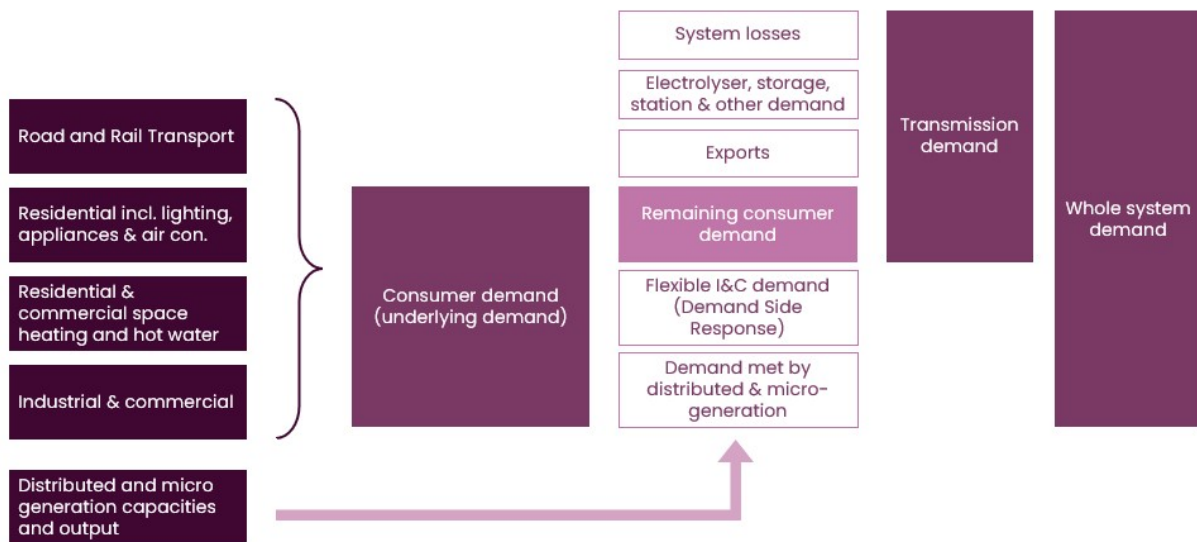 Road and Rail Transport
Residential incl. lighting,
appliances & air con.
Residential &
commercial space
heating and hot water
Industrial & commercial
Distributed and micro
generation capacities
and output
Consumer demand
(underlying demand)
System losses
Electrolyser, storage,
station & other demand
Exports
Remaining consumer
demand
Flexible I&C demand
(Demand Side
Response)
Demand met by
distributed & micro-
generation
Transmission
demand
Whole system
demand